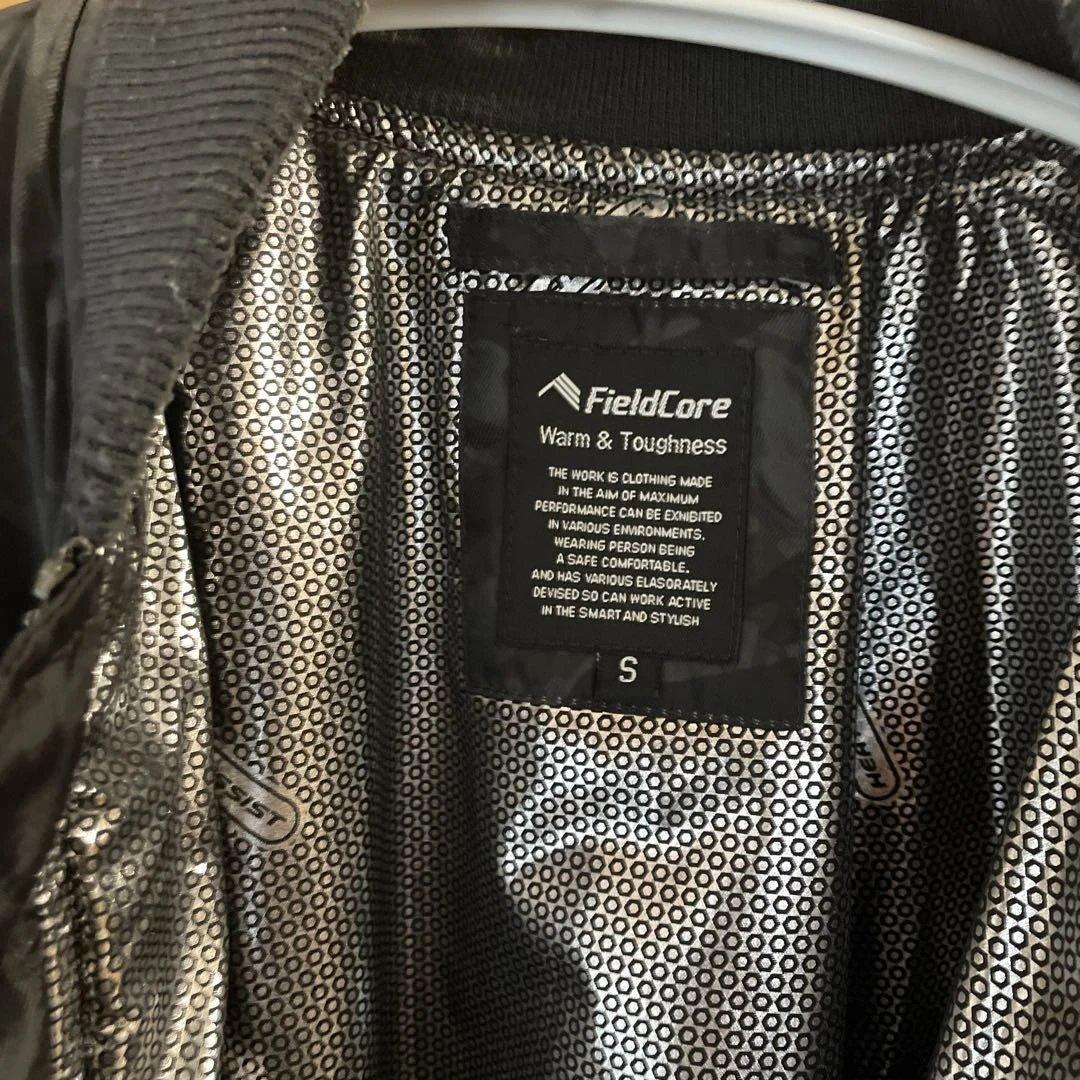 FieldCore
Warm & Toughness
THE WORK IS CLOTHING MADE
IN THE AIM OF MAXIMUM
PERFORMANCE CAN BE EXHIBITED
IN VARIOUS ENVIRONMENTS.
WEARING PERSON BEING
A SAFE COMFORTABLE.
AND HAS VARIOUS ELASORATELY
DEVISED SO CAN WORK ACTIVE
IN THE SMART AND STYLISH
S
SIST
HEA